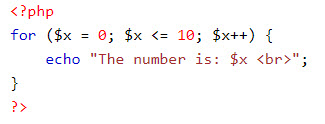 <?php
for ($x = 0; $x <= 10; $x++) {
    echo "The number is: $x <br>";
}
?>